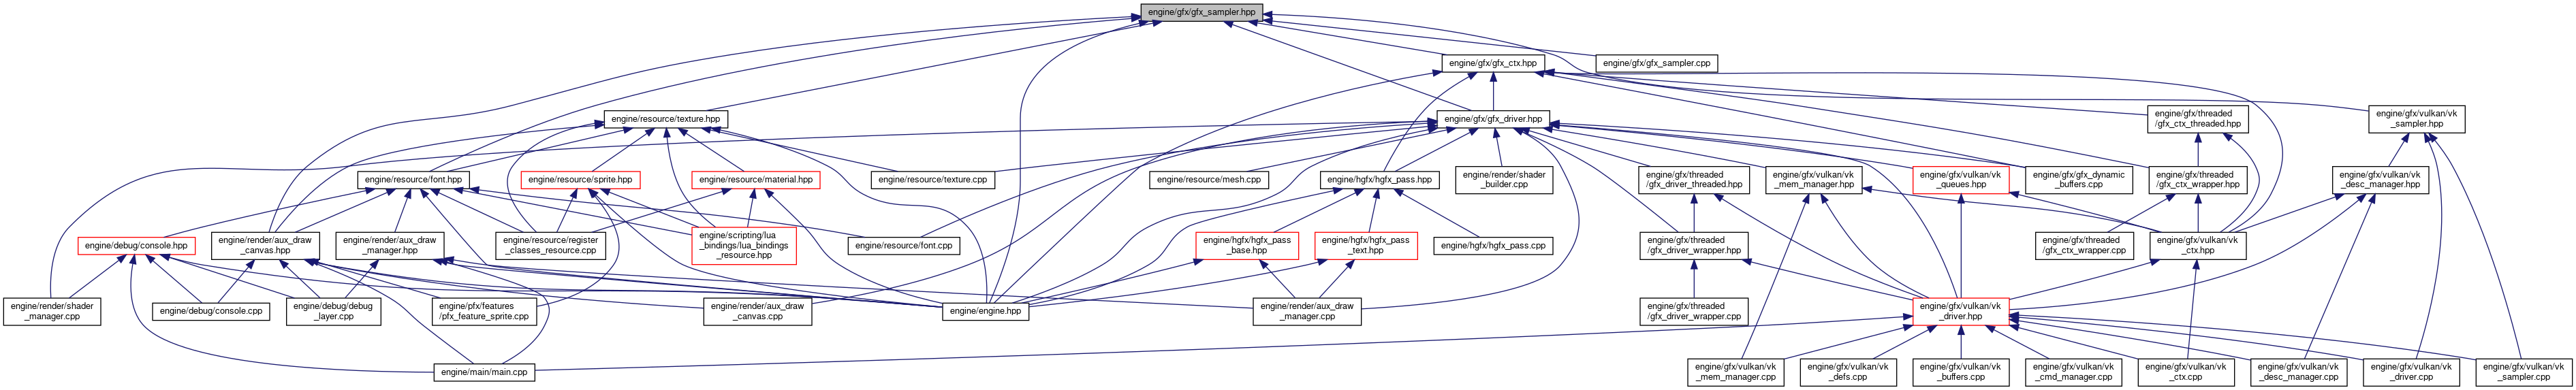 engine/gfx/gfx_sampler.hpp
engine/gfx/gfx_ctx.hpp
engine/gfx/gfx_sampler.cpp
engine/resource/texture.hpp
engine/gfx/gfx_driver.hpp
engine/gfx/threaded
/gfx_ctx_threaded.hpp
engine/gfx/vulkan/vk
_sampler.hpp
engine/resource/font.hpp
engine/resource/sprite.hpp
engine/resource/material.hpp
engine/resource/texture.cpp
engine/resource/mesh.cpp
engine/hgfx/hgfx_pass.hpp
engine/render/shader
_builder.cpp
engine/gfx/threaded
/gfx_driver_threaded.hpp
engine/gfx/vulkan/vk
_mem_manager.hpp
engine/gfx/vulkan/vk
_queues.hpp
engine/gfx/gfx_dynamic
_buffers.cpp
engine/gfx/threaded
/gfx_ctx_wrapper.hpp
engine/gfx/vulkan/vk
_desc_manager.hpp
engine/debug/console.hpp
engine/render/aux_draw
_canvas.hpp
engine/render/aux_draw
_manager.hpp
engine/resource/register
_classes_resource.cpp
engine/scripting/lua
_bindings/lua_bindings
_resource.hpp
engine/resource/font.cpp
engine/hgfx/hgfx_pass
_base.hpp
engine/hgfx/hgfx_pass
_text.hpp
engine/hgfx/hgfx_pass.cpp
engine/gfx/threaded
/gfx_driver_wrapper.hpp
engine/gfx/threaded
/gfx_ctx_wrapper.cpp
engine/gfx/vulkan/vk
_ctx.hpp
engine/render/shader
_manager.cpp
engine/debug/console.cpp
engine/debug/debug
_layer.cpp
engine/pfx/features
/pfx_feature_sprite.cpp
engine/render/aux_draw
_canvas.cpp
engine/engine.hpp
engine/render/aux_draw
_manager.cpp
engine/gfx/threaded
/gfx_driver_wrapper.cpp
engine/gfx/vulkan/vk
_driver.hpp
engine/main/main.cpp
engine/gfx/vulkan/vk
_mem_manager.cpp
engine/gfx/vulkan/vk
_defs.cpp
engine/gfx/vulkan/vk
_buffers.cpp
engine/gfx/vulkan/vk
_cmd_manager.cpp
engine/gfx/vulkan/vk
_ctx.cpp
engine/gfx/vulkan/vk
_desc_manager.cpp
engine/gfx/vulkan/vk
_driver.cpp
engine/gfx/vulkan/vk
_sampler.cpp